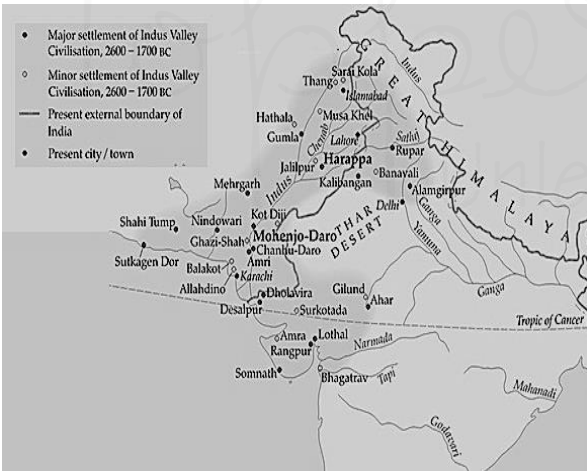 Major settlement of Indus Valley
Civilisation, 2600 – 1700 BC
Minor settlement of Indus Valley
Civilisation, 2600 – 1700 BC
Present external boundary of
India
Present city / town
GREAT HIMALAYA
Indus
Sarai Kola
Thang
Islamabad
Hathala
Musa Khel
Gumla
Chenab
Lahore
Satluj
Rupar
Jalilpur
Harappa
Banavali
Kalibangan
Mehrgarh
Indus
Alamgirpur
Delhi
Ganga
Yamuna
THAR
DESERT
Shahi Tump
Nindowari
Kot Diji
Ghazi-Shah
Mohenjo-Daro
Chanhu-Daro
Sutkagen Dor
Amri
Balakot
Karachi
Allahdino
Dholavira
Gilund
Ahar
Ganga
Desalpur
Surkotada
Tropic of Cancer
Amra
Lothal
Narmada
Rangpur
Somnath
Bhagatrav
Tapi
Mahanadi
Godavari